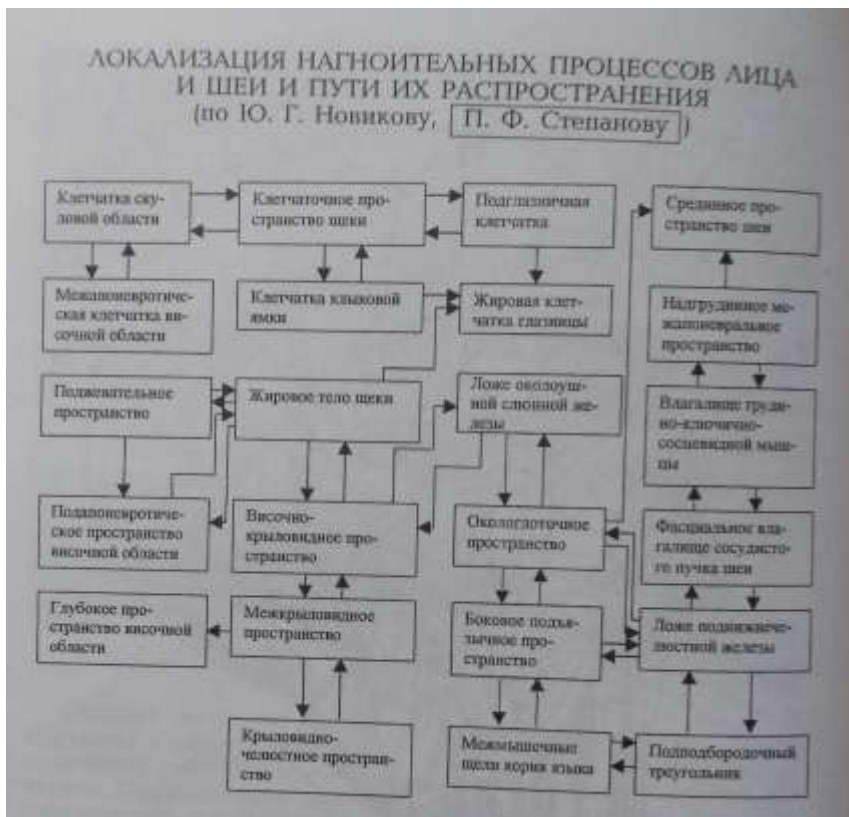 ЛОКАЛИЗАЦИЯ НАГНОИТЕЛЬНЫХ ПРОЦЕССОВ ЛИЦА
И ШЕИ И ПУТИ ИХ РАСПРОСТРАНЕНИЯ
(по Ю. Г. Новикову, П. Ф. Степанову)
Клетчатка ску-
ловой области
Клетчаточное про-
странство щеки
Подглазничная
клетчатка
Срединное про-
странство шеи
Межапоневротиче-
ская клетчатка ви-
сочной области
Клетчатка клыковой
ямки
Жировая клет-
чатка глазницы
Надгрудинное ме-
жапоневральное
пространство
Поджевательное
пространство
Жировое тело щеки
Ложе околоуш-
ной слюнной же-
лезы
Влагалище груди-
но-ключично-
сосцевидной мыш-
цы
Подапоневротиче-
ское пространство
височной области
Височно-
крыловидное про-
странство
Окологлоточное
пространство
Фасциальное вла-
галище сосудисто-
го пучка шеи
Глубокое про-
странство височной
области
Межкрыловидное
пространство
Боковое подъя-
зычное про-
странство
Ложе поднижнече-
люстной железы
Крыловидно-
челюстное простран-
ство
Межмышечные
щели корня языка
Подподбородочный
треугольник